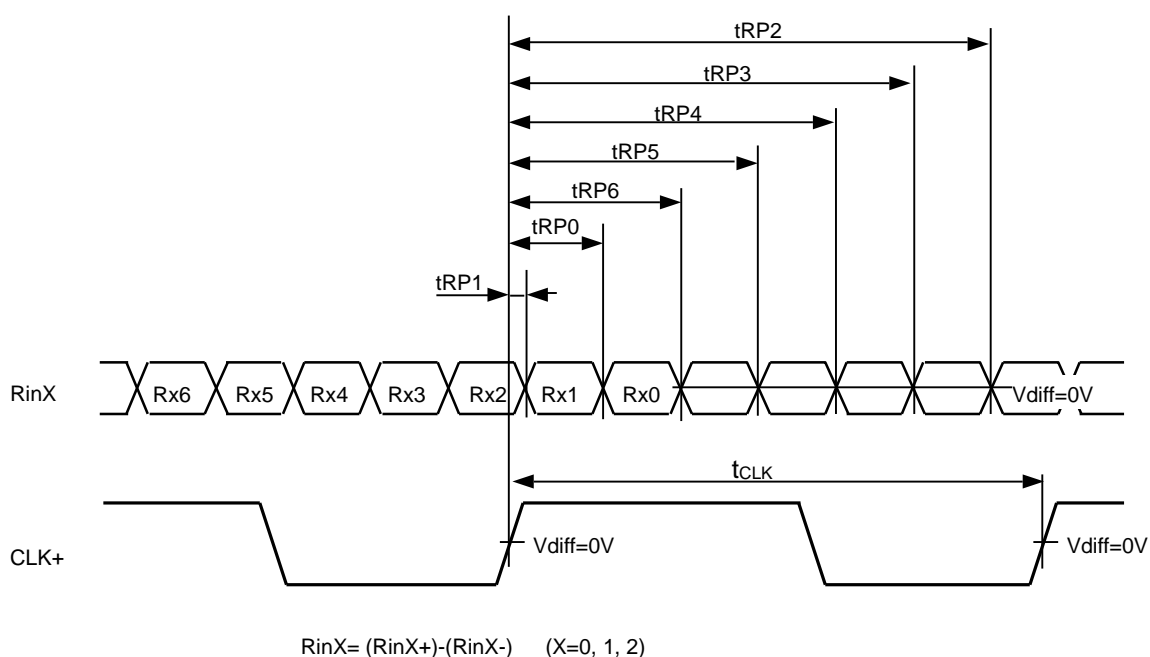 tRP2
tRP3
tRP4
tRP5
tRP6
tRP0
tRP1
RinX Rx6 Rx5 Rx4 Rx3 Rx2 Rx1 Rx0 Vdiff=0V
tCLK
CLK+ Vdiff=0V Vdiff=0V
RinX= (RinX+)-(RinX-) (X=0, 1, 2)